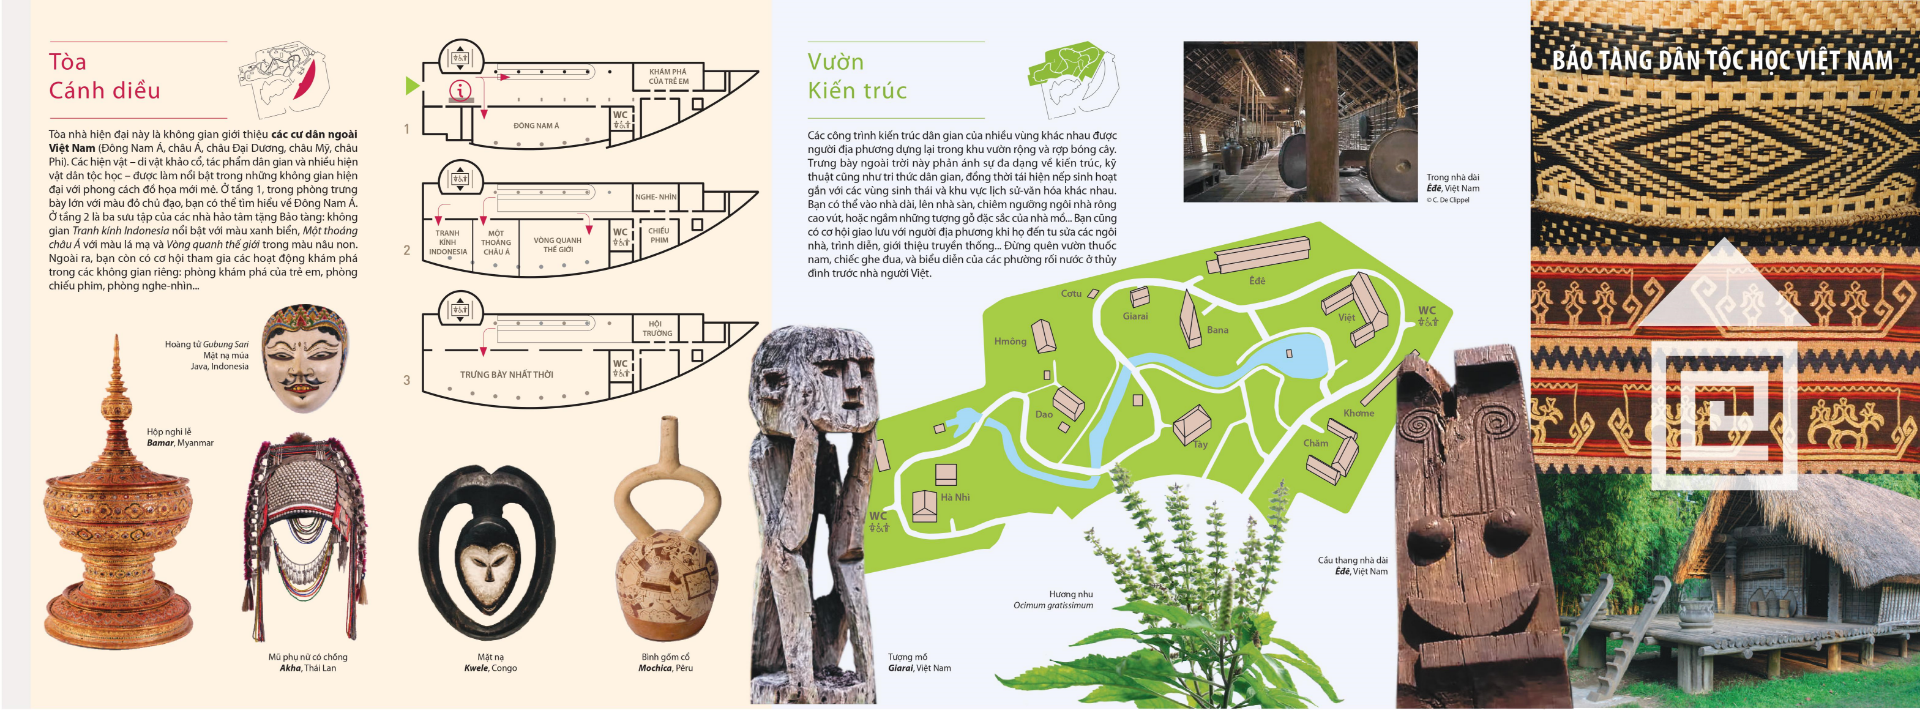 Tòa
Cánh diều
Tòa nhà hiện đại này là không gian giới thiệu các cư dân ngoài
Việt Nam (Đông Nam Á, châu Á, châu Đại Dương, châu Mỹ, châu
Phi). Các hiện vật – di vật khảo cổ, tác phẩm dân gian và nhiều hiện
vật dân tộc học – được làm nổi bật trong những không gian hiện
đại với phong cách đồ họa mới mẻ. Ở tầng 1, trong phòng trưng
bày lớn với màu đỏ chủ đạo, bạn có thể tìm hiểu về Đông Nam Á.
Ở tầng 2 là ba sưu tập của các nhà hảo tâm tặng Bảo tàng: không
gian Tranh kính Indonesia nổi bật với màu xanh biển, Một thoáng
châu Á với màu lá mạ và Vòng quanh thế giới trong màu nâu non.
Ngoài ra, bạn còn có cơ hội tham gia các hoạt động khám phá
trong các không gian riêng: phòng khám phá của trẻ em, phòng
chiếu phim, phòng nghe-nhìn...
Hoàng tử Gubung Sari
Mặt nạ múa
Java, Indonesia
Hộp nghi lễ
Bamar, Myanmar
Mũ phụ nữ có chồng
Akha, Thái Lan
Mặt nạ
Kwele, Congo
Bình gốm cổ
Mochica, Pêru
1
i
KHÁM PHÁ
CỦA TRẺ EM
ĐÔNG NAM Á
WC
2
NGHE- NHÌN
TRANH
KÍNH
INDONESIA
MỘT
THOÁNG
CHÂU Á
VÒNG QUANH
THẾ GIỚI
WC
CHIẾU
PHIM
3
HỘI
TRƯỜNG
TRƯNG BÀY NHẤT THỜI
WC
Vườn
Kiến trúc
Các công trình kiến trúc dân gian của nhiều vùng khác nhau được
người địa phương dựng lại trong khu vườn rộng và rợp bóng cây.
Trưng bày ngoài trời này phản ánh sự đa dạng về kiến trúc, kỹ
thuật cũng như tri thức dân gian, đồng thời tái hiện nếp sinh hoạt
gắn với các vùng sinh thái và khu vực lịch sử-văn hóa khác nhau.
Bạn có thể vào nhà dài, lên nhà sàn, chiêm ngưỡng ngôi nhà rông
cao vút, hoặc ngắm những tượng gỗ đặc sắc của nhà mồ... Bạn cũng
có cơ hội giao lưu với người địa phương khi họ đến tu sửa các ngôi
nhà, trình diễn, giới thiệu truyền thống... Đừng quên vườn thuốc
nam, chiếc ghe đua, và biểu diễn của các phường rối nước ở thủy
đình trước nhà người Việt.
Trong nhà dài
Êđê, Việt Nam
© C. De Clippel
Êđê
Cơtu
Giarai
Bana
Việt
WC
Hmông
Dao
Khơme
Tày
Chăm
Hà Nhì
WC
Cầu thang nhà dài
Êđê, Việt Nam
Hương nhu
Ocimum gratissimum
Tượng mồ
Giarai, Việt Nam
BẢO TÀNG DÂN TỘC HỌC VIỆT NAM